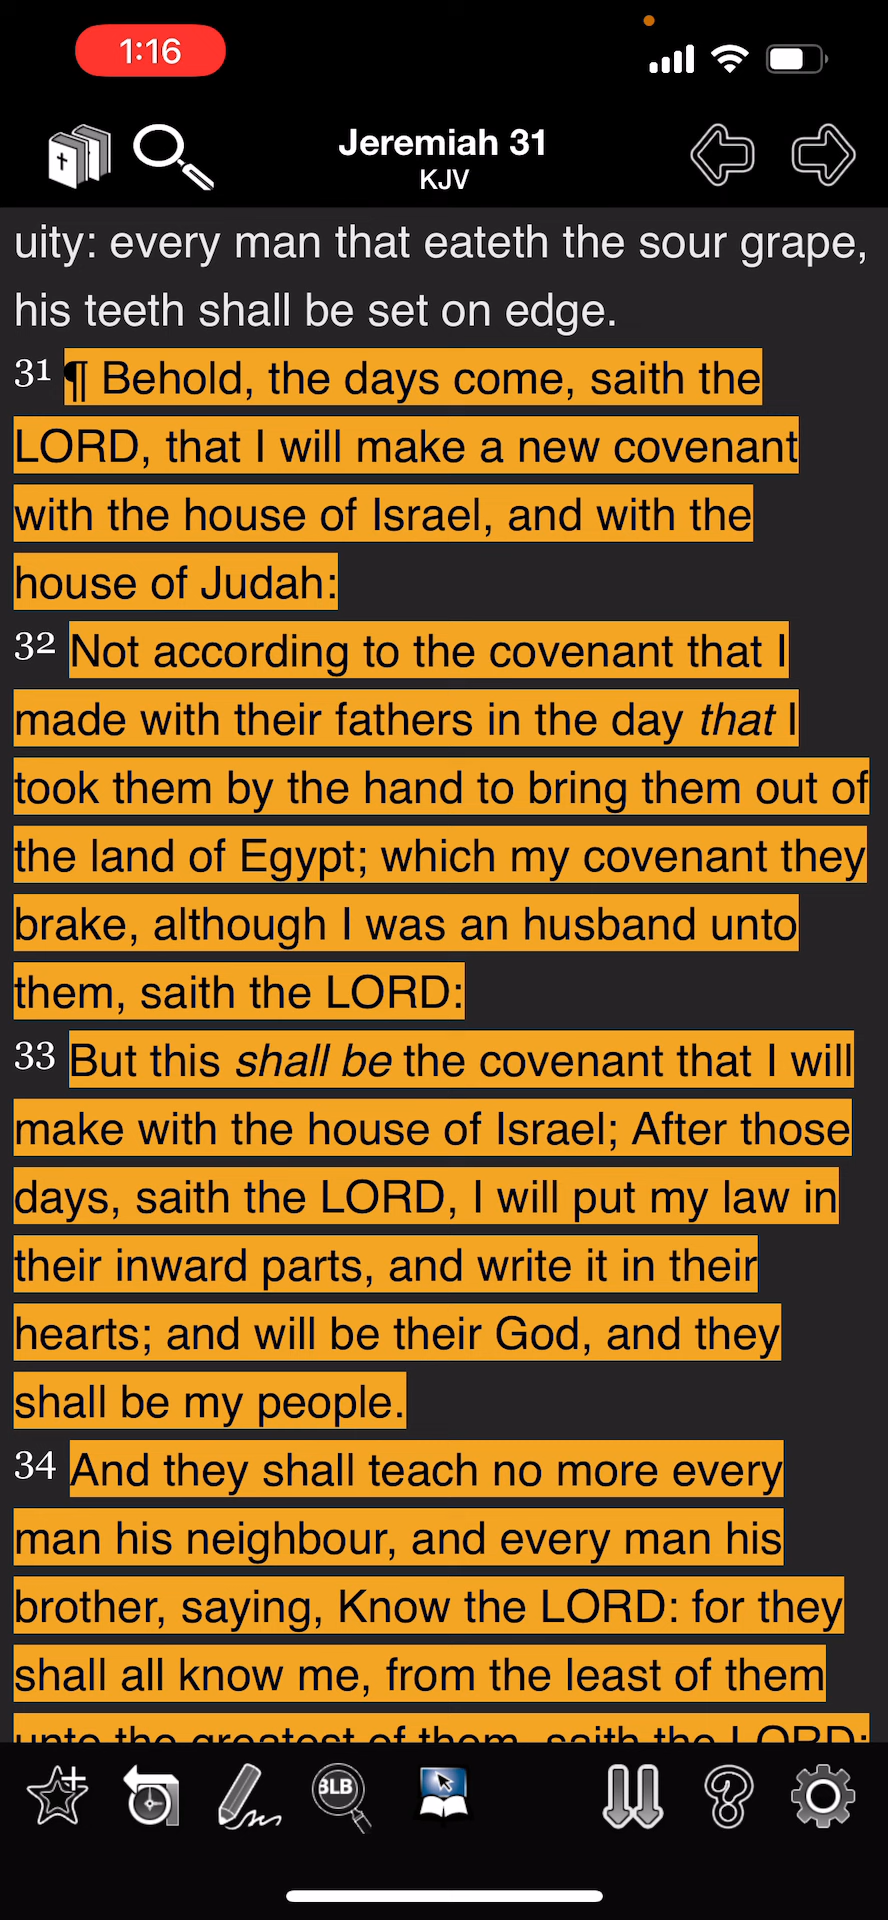 1:16
Jeremiah 31
KJV
uity: every man that eateth the sour grape,
his teeth shall be set on edge.
31 ¶ Behold, the days come, saith the
LORD, that I will make a new covenant
with the house of Israel, and with the
house of Judah:
32 Not according to the covenant that I
made with their fathers in the day that I
took them by the hand to bring them out of
the land of Egypt; which my covenant they
brake, although I was an husband unto
them, saith the LORD:
33 But this shall be the covenant that I will
make with the house of Israel; After those
days, saith the LORD, I will put my law in
their inward parts, and write it in their
hearts; and will be their God, and they
shall be my people.
34 And they shall teach no more every
man his neighbour, and every man his
brother, saying, Know the LORD: for they
shall all know me, from the least of them
unto the greatest of them, saith the LORD:
BLB